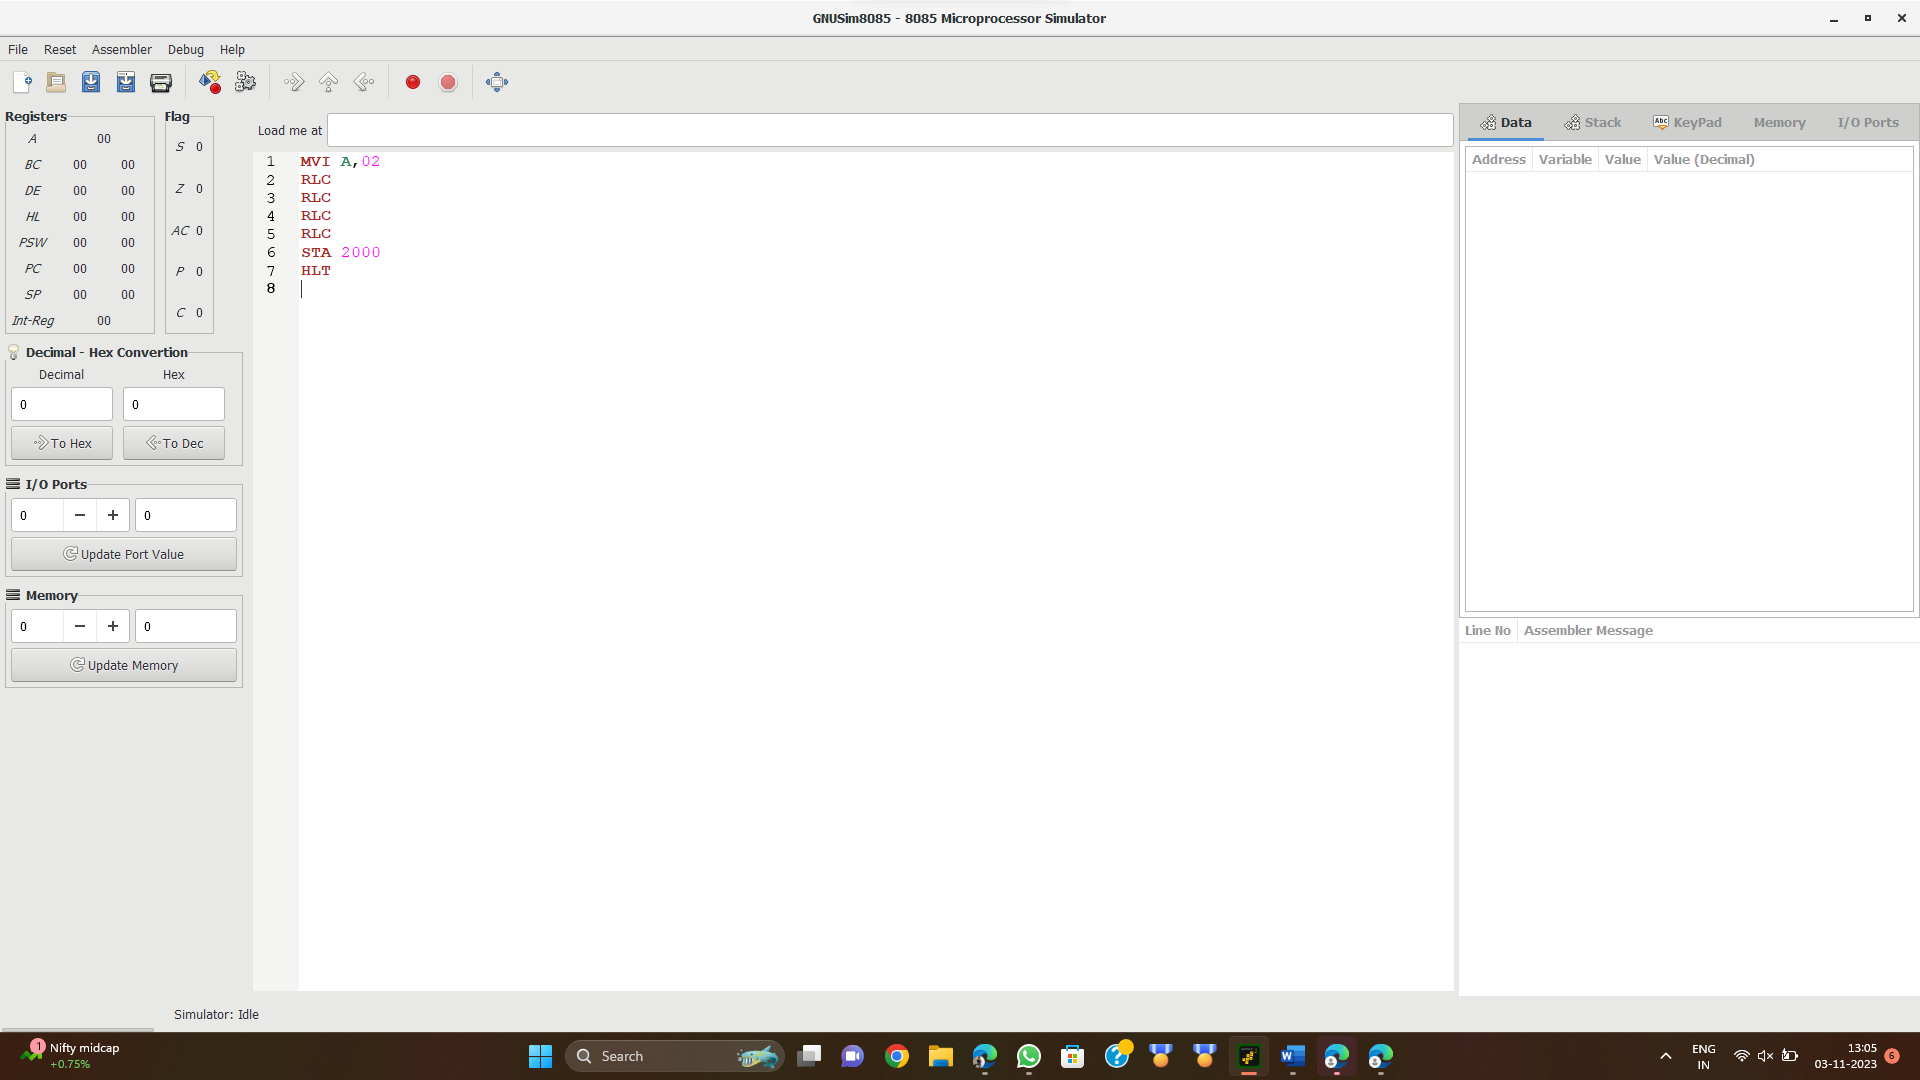 GNUSim8085 - 8085 Microprocessor Simulator
File Reset Assembler Debug Help
Registers
A 00
BC 00 00
DE 00 00
HL 00 00
PSW 00 00
PC 00 00
SP 00 00
Int-Reg 00
Flag
S 0
Z 0
AC 0
P 0
C 0
Decimal - Hex Convertion
Decimal Hex
0 0
To Hex To Dec
I/O Ports
0 − + 0
Update Port Value
Memory
0 − + 0
Update Memory
Load me at
1 MVI A,02
2 RLC
3 RLC
4 RLC
5 RLC
6 STA 2000
7 HLT
8
Data Stack Abc KeyPad Memory I/O Ports
Address Variable Value Value (Decimal)
Line No Assembler Message
Simulator: Idle
1 Nifty midcap
+0.75%
Search
ENG
IN
13:05
03-11-2023
6